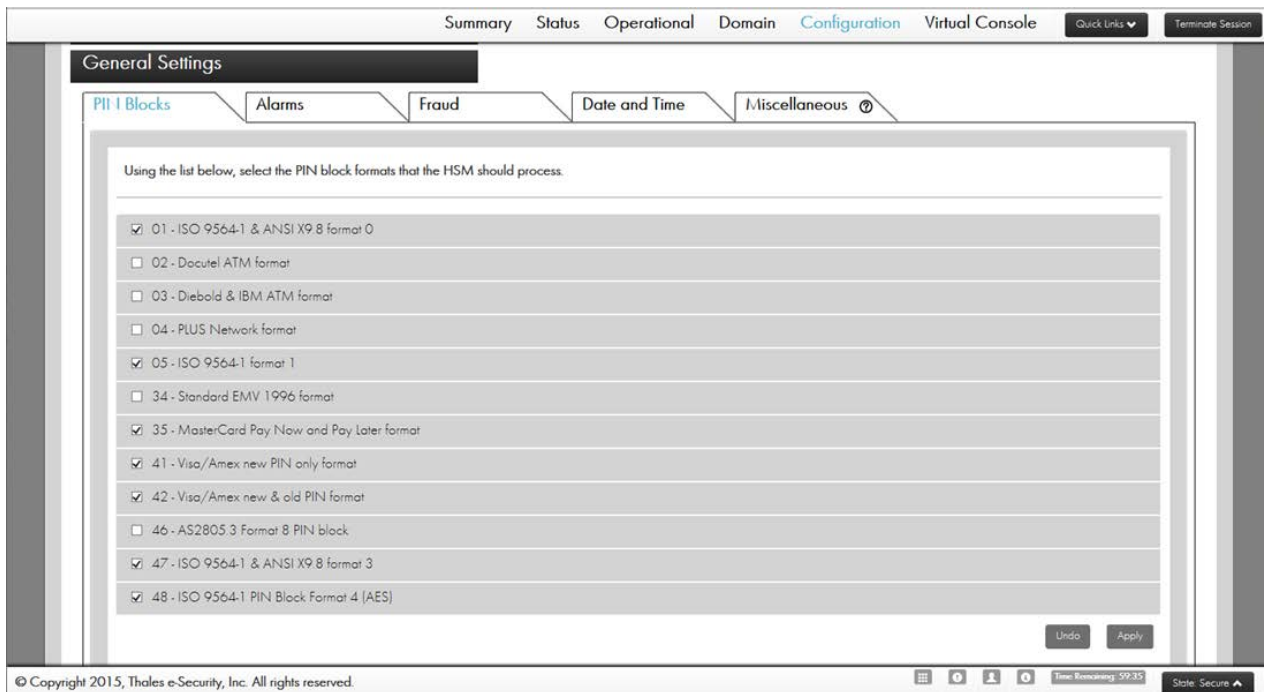 Summary Status Operational Domain Configuration Virtual Console Quick Links Terminate Session
General Settings
PIN Blocks Alarms Fraud Date and Time Miscellaneous ?
Using the list below, select the PIN block formats that the HSM should process.
01 - ISO 9564-1 & ANSI X9.8 format 0
02 - Docutel ATM format
03 - Diebold & IBM ATM format
04 - PLUS Network format
05 - ISO 9564-1 format 1
34 - Standard EMV 1996 format
35 - MasterCard Pay Now and Pay Later format
41 - Visa/Amex new PIN only format
42 - Visa/Amex new & old PIN format
46 - AS2805.3 Format 8 PIN block
47 - ISO 9564-1 & ANSI X9.8 format 3
48 - ISO 9564-1 PIN Block Format 4 (AES)
Undo Apply
© Copyright 2015, Thales e-Security, Inc. All rights reserved. Time Remaining: 59:35 State: Secure